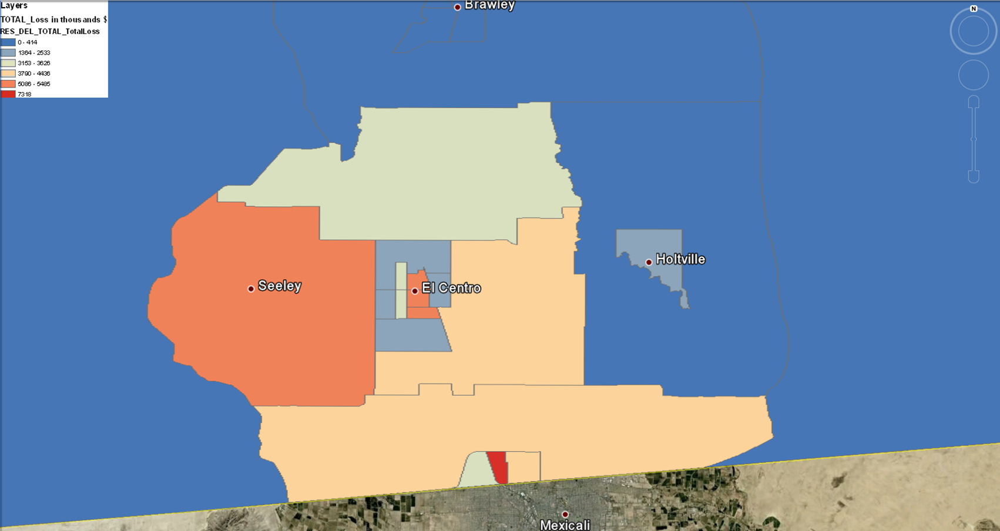 Layers
TOTAL_Loss in thousands $
RES_DEL_TOTAL_TotalLoss
0 - 414
1364 - 2533
3153 - 3626
3790 - 4436
5086 - 5485
7318
Brawley
N
Holtville
Seeley
El Centro
Mexicali